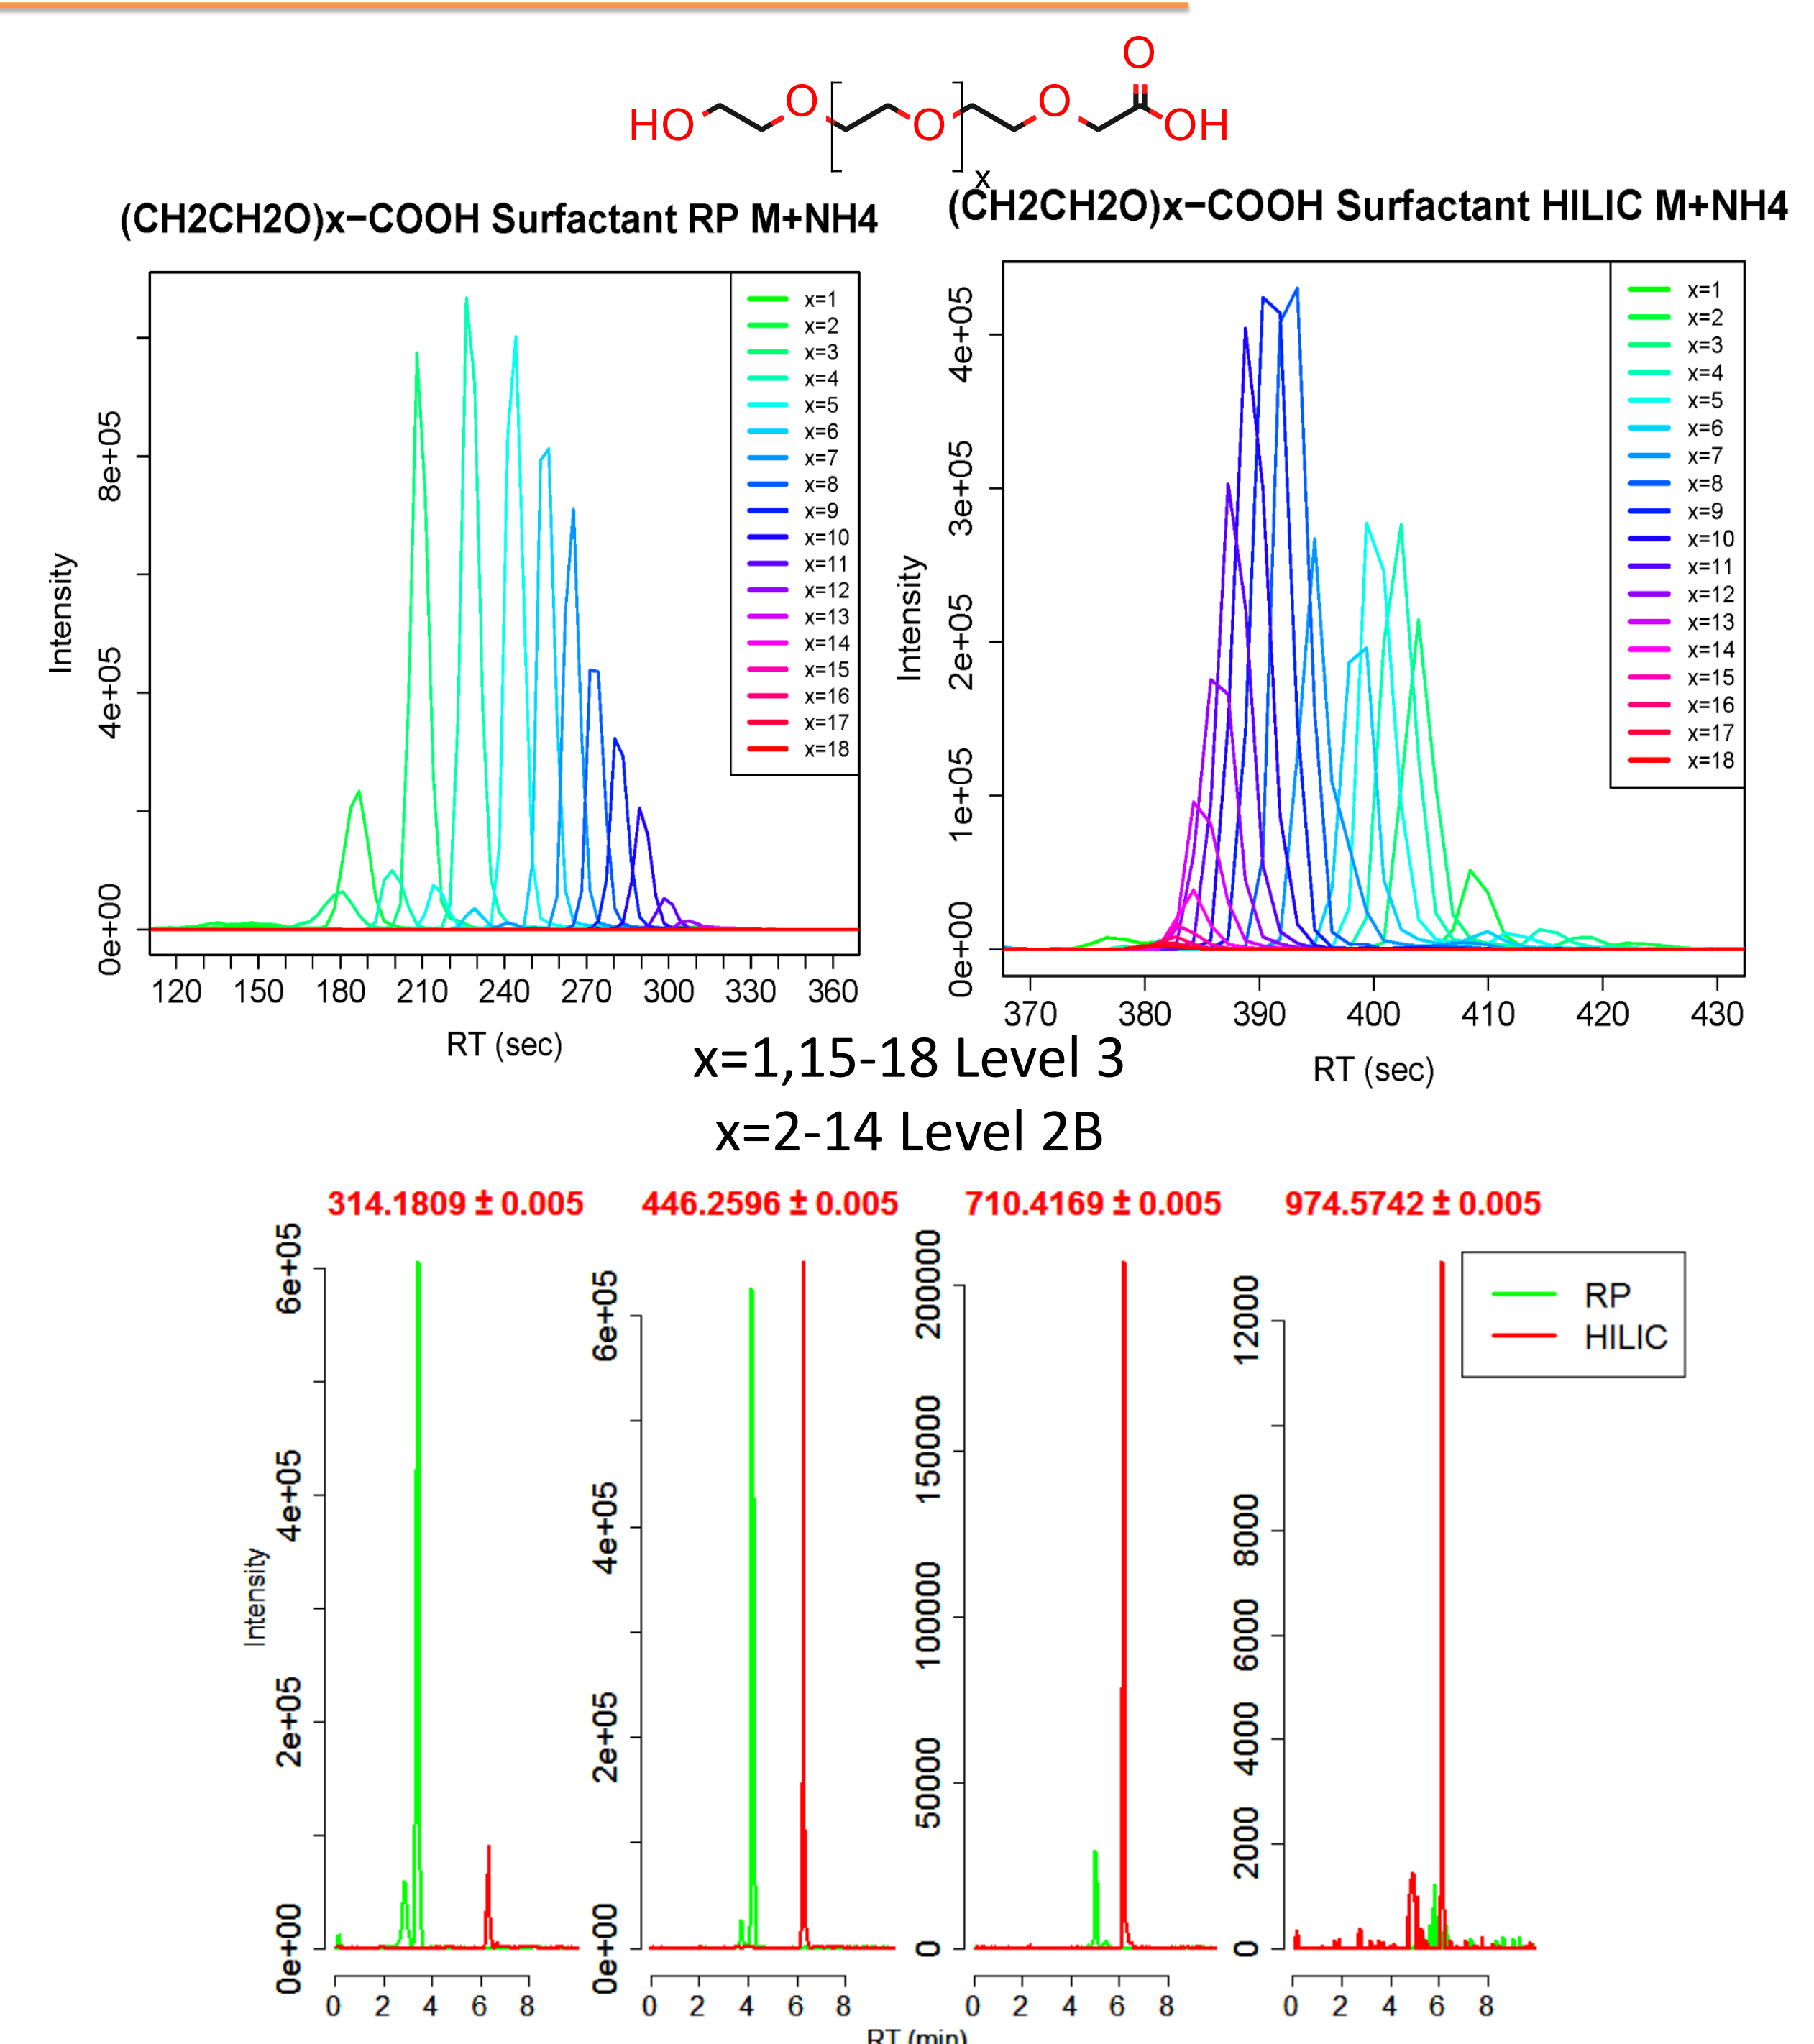 O
HO O O O OH
x
(CH2CH2O)x−COOH Surfactant RP M+NH4
(CH2CH2O)x−COOH Surfactant HILIC M+NH4
x=1
x=2
x=3
x=4
x=5
x=6
x=7
x=8
x=9
x=10
x=11
x=12
x=13
x=14
x=15
x=16
x=17
x=18
Intensity
0e+00 4e+05 8e+05
120 150 180 210 240 270 300 330 360
RT (sec)
x=1
x=2
x=3
x=4
x=5
x=6
x=7
x=8
x=9
x=10
x=11
x=12
x=13
x=14
x=15
x=16
x=17
x=18
Intensity
0e+00 1e+05 2e+05 3e+05 4e+05
370 380 390 400 410 420 430
RT (sec)
x=1,15-18 Level 3
x=2-14 Level 2B
314.1809 ± 0.005
446.2596 ± 0.005
710.4169 ± 0.005
974.5742 ± 0.005
RP
HILIC
Intensity
0e+00 2e+05 4e+05 6e+05
0 2 4 6 8
0e+00 2e+05 4e+05 6e+05
0 2 4 6 8
0 50000 100000 150000 200000
0 2 4 6 8
0 2000 4000 6000 8000 12000
0 2 4 6 8
RT (min)